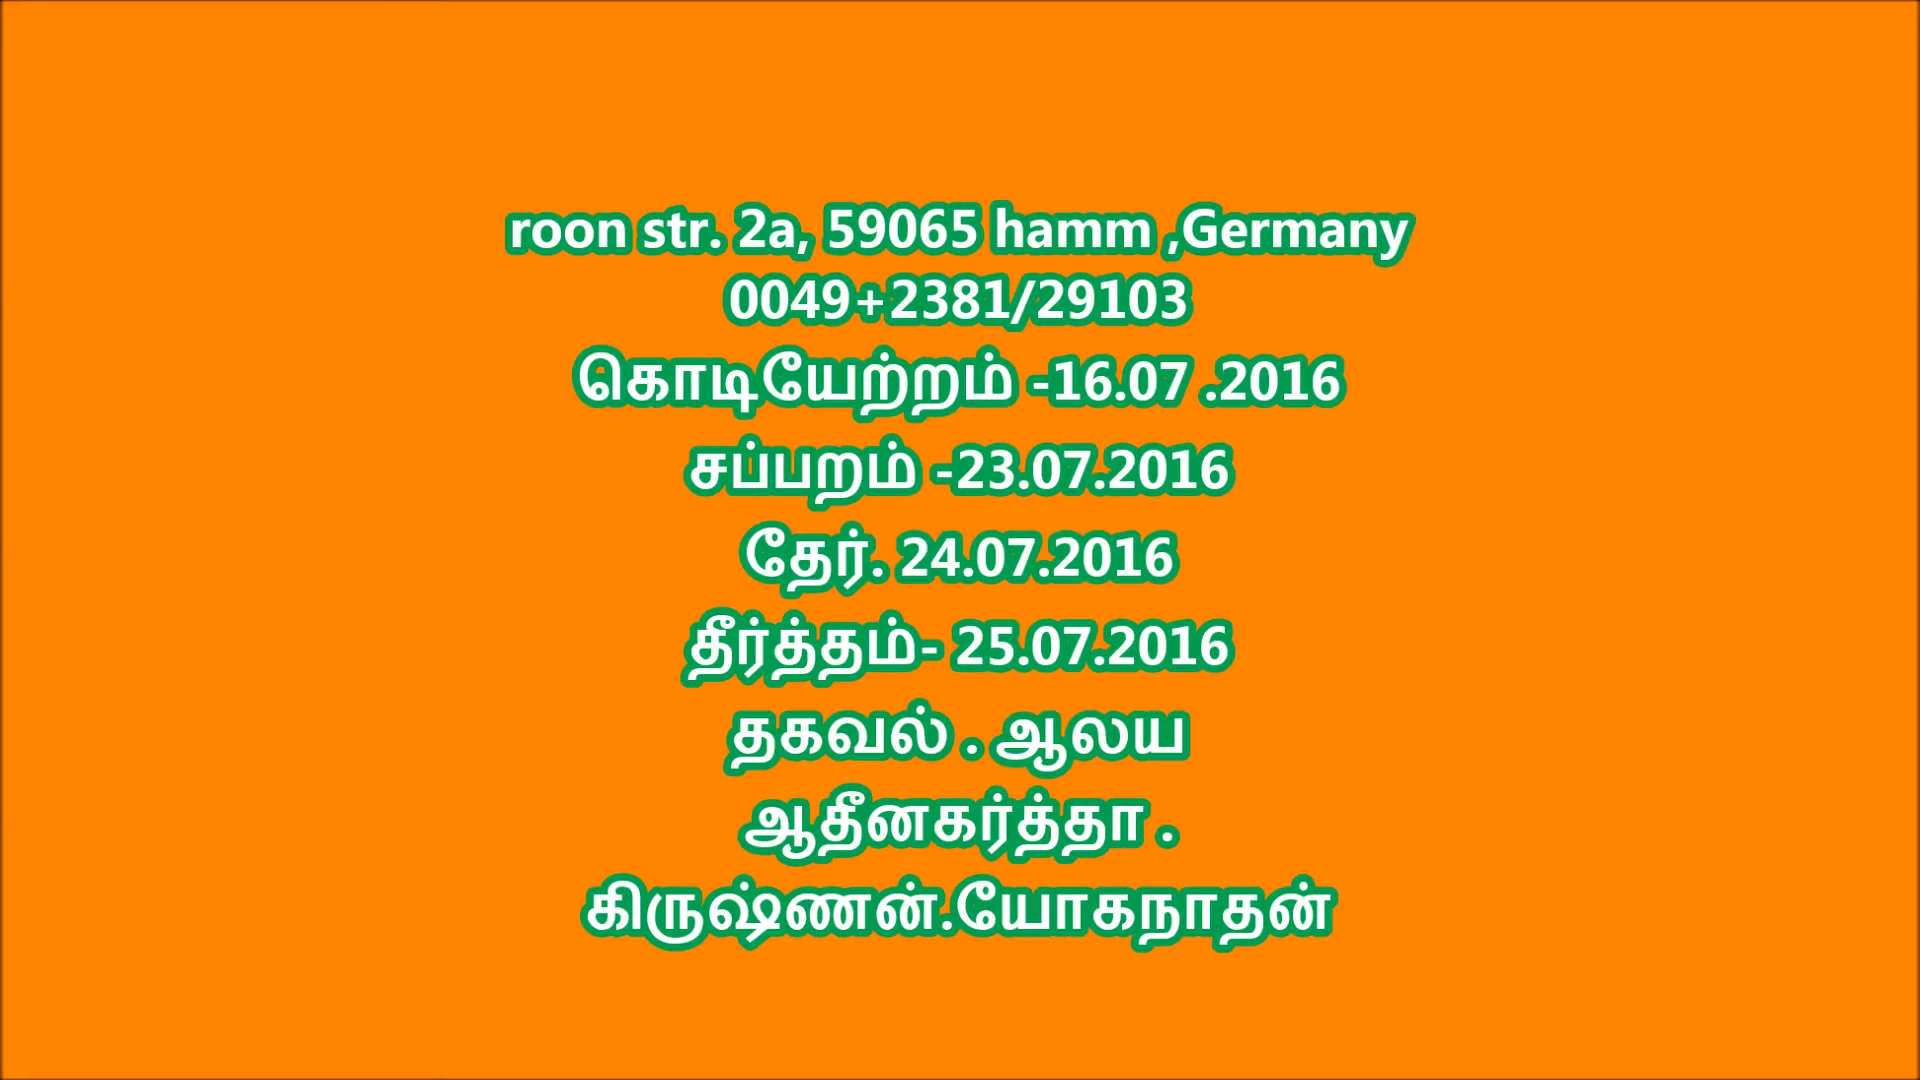 roon str. 2a, 59065 hamm ,Germany
0049+2381/29103
கொடியேற்றம் -16.07 .2016
சப்பறம் -23.07.2016
தேர். 24.07.2016
தீர்த்தம்- 25.07.2016
தகவல் . ஆலய
ஆதீனகர்த்தா .
கிருஷ்ணன்.யோகநாதன்